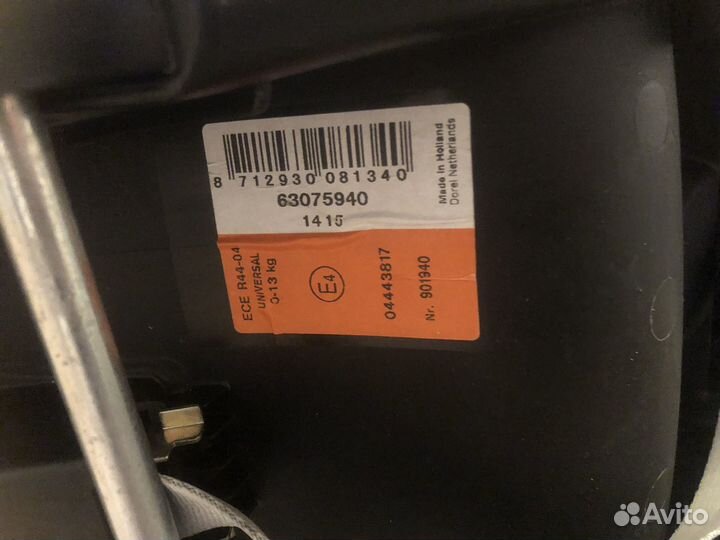 8 712930 081340
63075940
1415
Made in Holland
Dorel Netherlands
ECE R44-04
UNIVERSAL
0-13 kg
E4
04443817
Nr. 901940
Avito